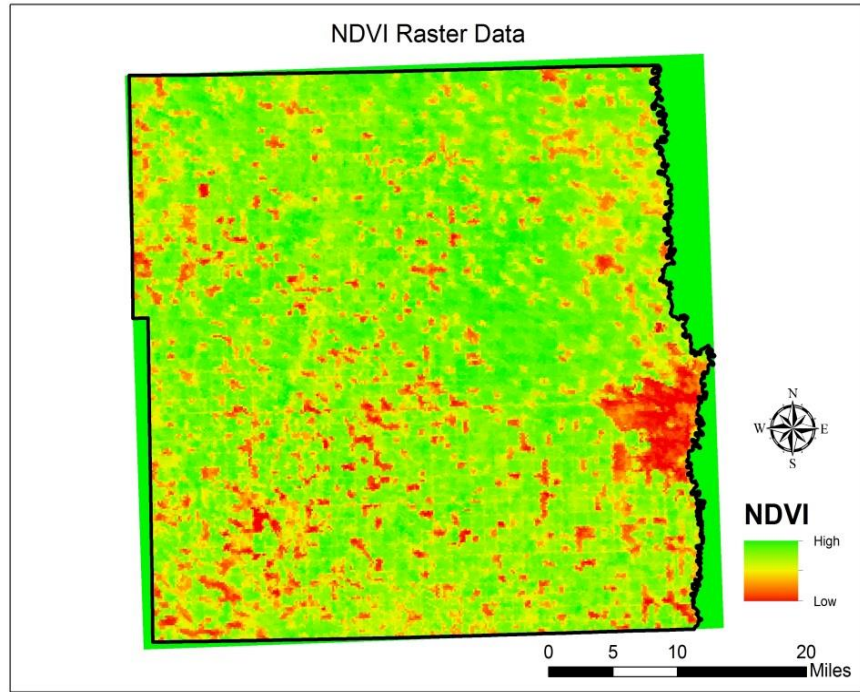 NDVI Raster Data
N
W E
S
NDVI
High
Low
0 5 10 20
Miles